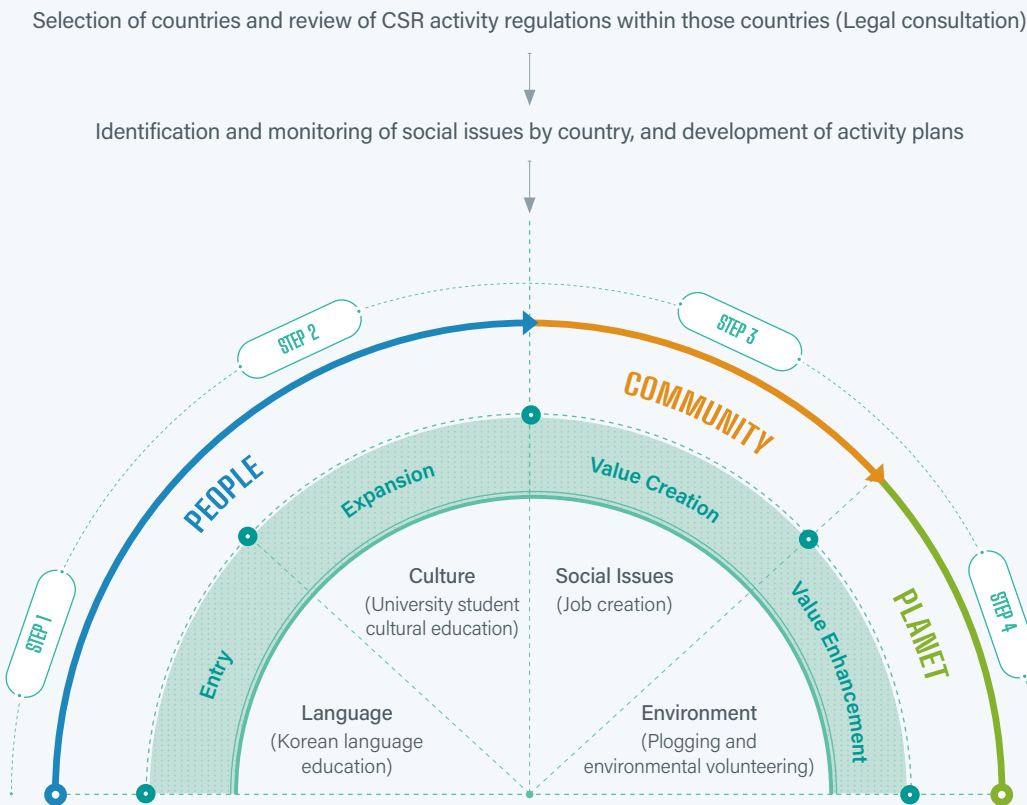 Selection of countries and review of CSR activity regulations within those countries (Legal consultation)
Identification and monitoring of social issues by country, and development of activity plans
STEP 1
STEP 2
STEP 3
STEP 4
PEOPLE
COMMUNITY
PLANET
Entry
Expansion
Value Creation
Value Enhancement
Language
(Korean language
education)
Culture
(University student
cultural education)
Social Issues
(Job creation)
Environment
(Plogging and
environmental volunteering)